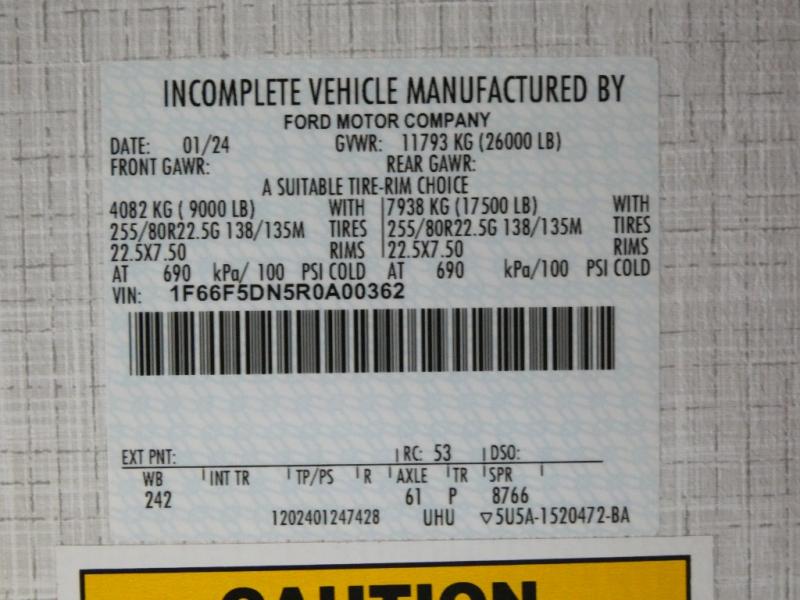 INCOMPLETE VEHICLE MANUFACTURED BY
FORD MOTOR COMPANY
DATE: 01/24 GVWR: 11793 KG (26000 LB)
FRONT GAWR: REAR GAWR:
A SUITABLE TIRE-RIM CHOICE
4082 KG ( 9000 LB) WITH 7938 KG (17500 LB) WITH
255/80R22.5G 138/135M TIRES 255/80R22.5G 138/135M TIRES
22.5X7.50 RIMS 22.5X7.50 RIMS
AT 690 kPa/ 100 PSI COLD AT 690 kPa/100 PSI COLD
VIN: 1F66F5DN5R0A00362
EXT PNT: RC: 53 DSO:
WB INT TR TP/PS R AXLE TR SPR
242 61 P 8766
1202401247428 UHU ▽5U5A-1520472-BA
CAUTION